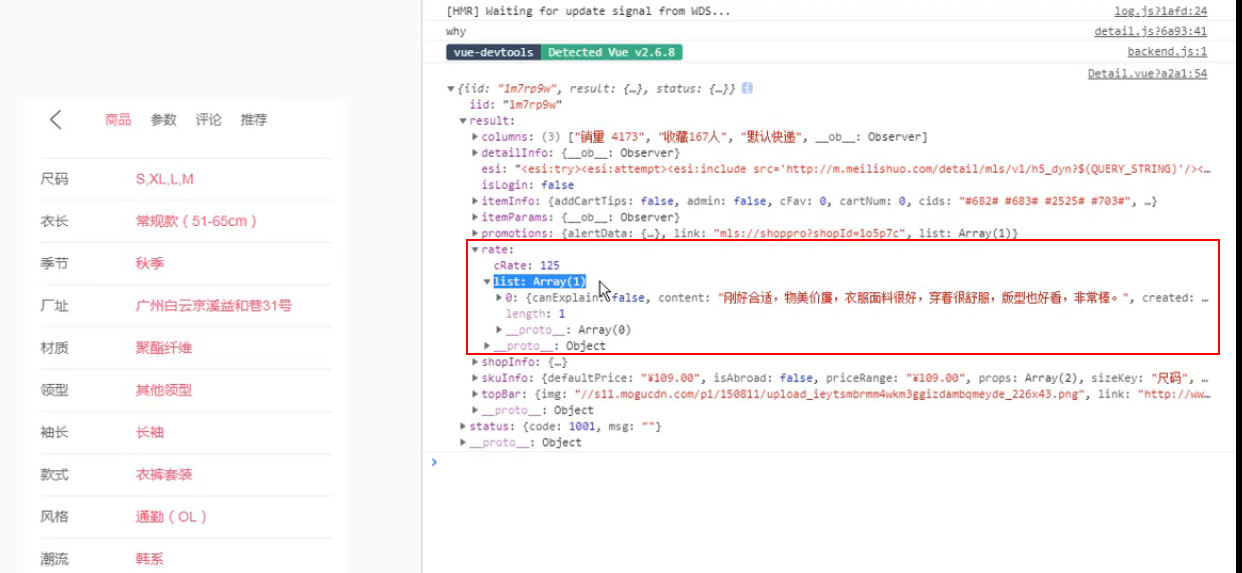 商品 参数 评论 推荐
尺码 S,XL,L,M
衣长 常规款（51-65cm）
季节 秋季
厂址 广州白云京溪益和巷31号
材质 聚酯纤维
领型 其他领型
袖长 长袖
款式 衣裤套装
风格 通勤（OL）
潮流 韩系
[HMR] Waiting for update signal from WDS... log.js?1afd:24
why detail.js?6a93:41
vue-devtools Detected Vue v2.6.8 backend.js:1
Detail.vue?a2a1:54
{iid: "1m7rp9w", result: {…}, status: {…}}
iid: "1m7rp9w"
result:
columns: (3) ["销量 4173", "收藏167人", "默认快递", __ob__: Observer]
detailInfo: {__ob__: Observer}
esi: "<esi:try><esi:attempt><esi:include src='http://m.meilishuo.com/detail/mls/v1/h5_dyn?$(QUERY_STRING)'/><…
isLogin: false
itemInfo: {addCartTips: false, admin: false, cFav: 0, cartNum: 0, cids: "#682# #683# #2525# #703#", …}
itemParams: {__ob__: Observer}
promotions: {alertData: {…}, link: "mls://shoppro?shopId=1o5p7c", list: Array(1)}
rate:
cRate: 125
list: Array(1)
0: {canExplain: false, content: "刚好合适，物美价廉，衣服面料很好，穿着很舒服，版型也好看，非常棒。", created: …
length: 1
__proto__: Array(0)
__proto__: Object
shopInfo: {…}
skuInfo: {defaultPrice: "¥109.00", isAbroad: false, priceRange: "¥109.00", props: Array(2), sizeKey: "尺码", …
topBar: {img: "//s11.mogucdn.com/p1/150811/upload_ieytsmbrmm4wkm3ggizdambqmeyde_226x43.png", link: "http://ww…
__proto__: Object
status: {code: 1001, msg: ""}
__proto__: Object